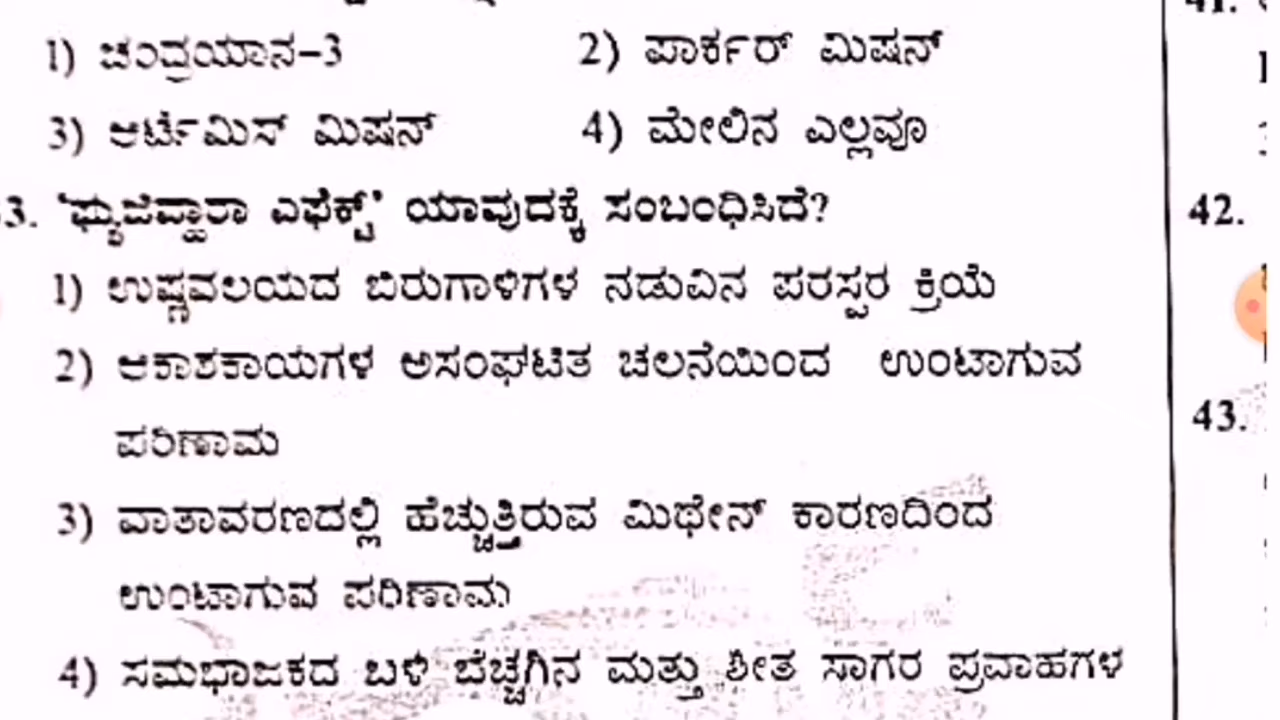 1) ಚಂದ್ರಯಾನ–3 2) ಪಾರ್ಕರ್ ಮಿಷನ್
3) ಆರ್ಟೆಮಿಸ್ ಮಿಷನ್ 4) ಮೇಲಿನ ಎಲ್ಲವೂ
3. 'ಫ್ಯುಜಿವ್ಹಾರಾ ಎಫೆಕ್ಟ್' ಯಾವುದಕ್ಕೆ ಸಂಬಂಧಿಸಿದೆ?
1) ಉಷ್ಣವಲಯದ ಬಿರುಗಾಳಿಗಳ ನಡುವಿನ ಪರಸ್ಪರ ಕ್ರಿಯೆ
2) ಆಕಾಶಕಾಯಗಳ ಅಸಂಘಟಿತ ಚಲನೆಯಿಂದ ಉಂಟಾಗುವ
ಪರಿಣಾಮ
3) ವಾತಾವರಣದಲ್ಲಿ ಹೆಚ್ಚುತ್ತಿರುವ ಮಿಥೇನ್ ಕಾರಣದಿಂದ
ಉಂಟಾಗುವ ಪರಿಣಾಮ
4) ಸಮಭಾಜಕದ ಬಳಿ ಬೆಚ್ಚಗಿನ ಮತ್ತು ಶೀತ ಸಾಗರ ಪ್ರವಾಹಗಳ
41.
42.
43.